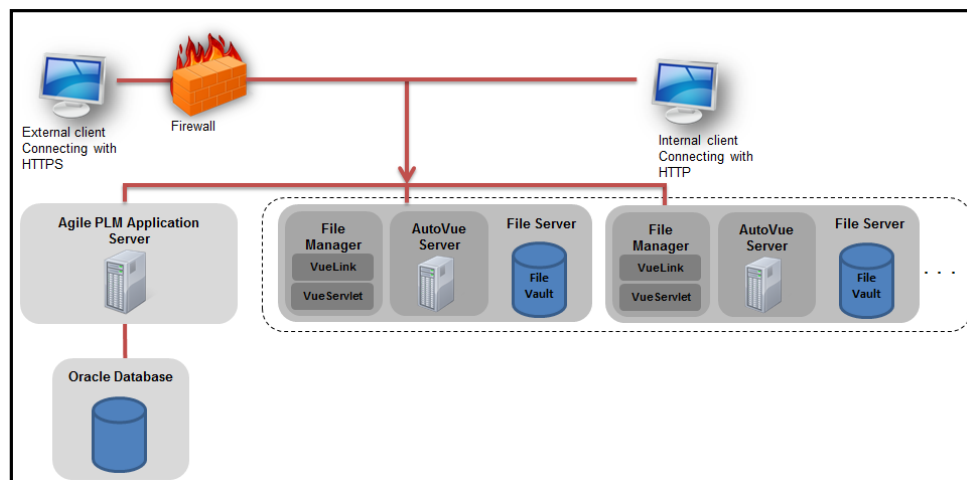 External client
Connecting with
HTTPS
Firewall
Internal client
Connecting with
HTTP
Agile PLM Application
Server
File
Manager
VueLink
VueServlet
AutoVue
Server
File Server
File
Vault
File
Manager
VueLink
VueServlet
AutoVue
Server
File Server
File
Vault
. . .
Oracle Database